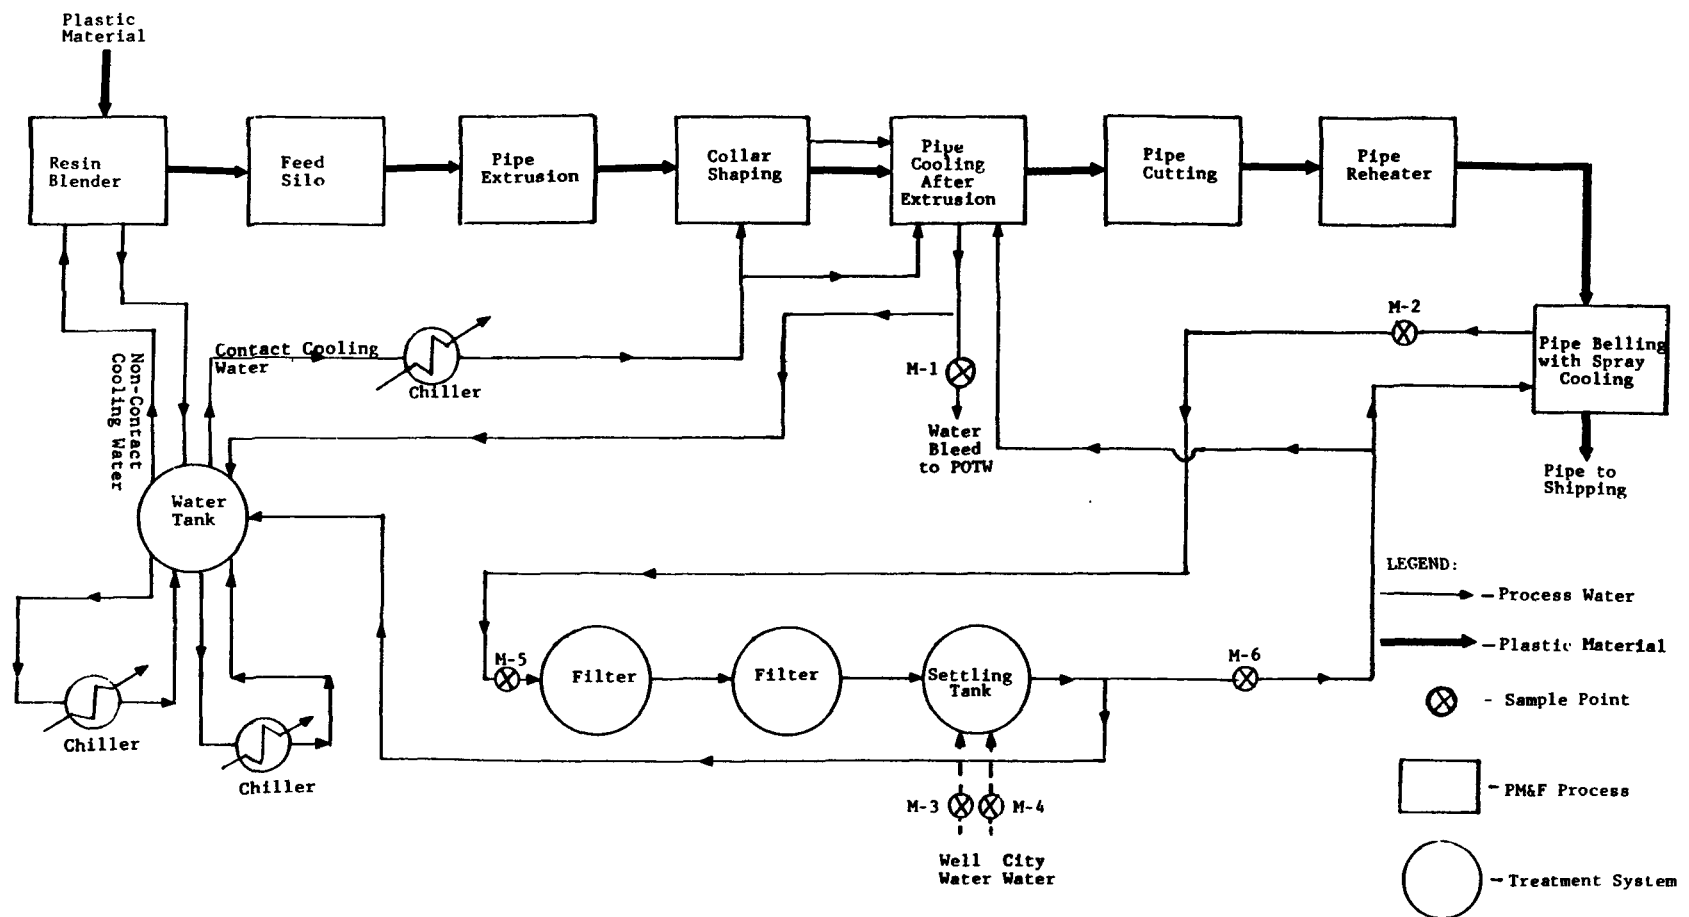 Plastic
Material
Resin
Blender
Feed
Silo
Pipe
Extrusion
Collar
Shaping
Pipe
Cooling
After
Extrusion
Pipe
Cutting
Pipe
Reheater
M-2
Pipe Belling
with Spray
Cooling
Pipe to
Shipping
Non-Contact
Cooling Water
Contact Cooling
Water
Chiller
M-1
Water
Bleed
to POTW
Water
Tank
Chiller
Chiller
M-5
Filter
Filter
Settling
Tank
M-6
M-3
M-4
Well City
Water Water
LEGEND:
—Process Water
—Plastic Material
- Sample Point
-PM&F Process
—Treatment System